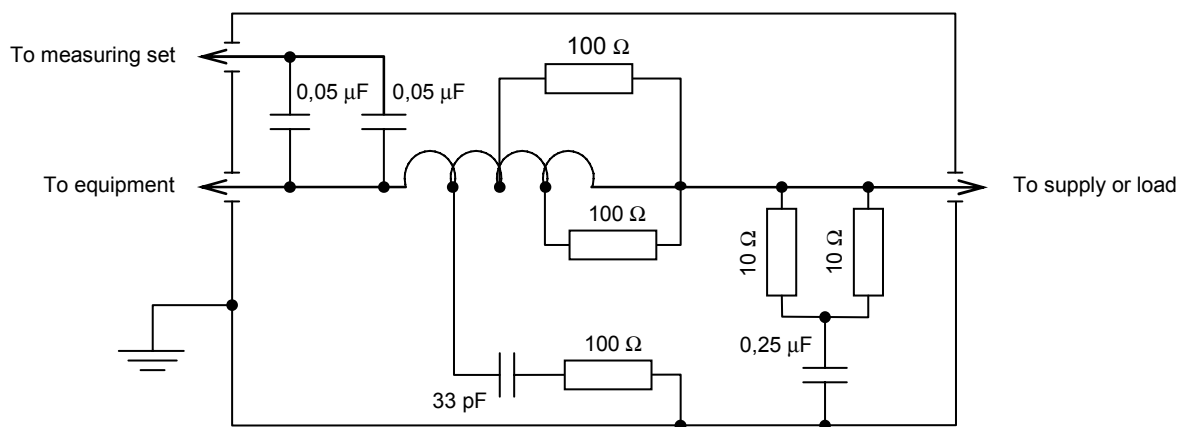 100 Ω
To measuring set
0,05 μF
0,05 μF
To equipment
To supply or load
100 Ω
10 Ω
10 Ω
100 Ω
0,25 μF
33 pF